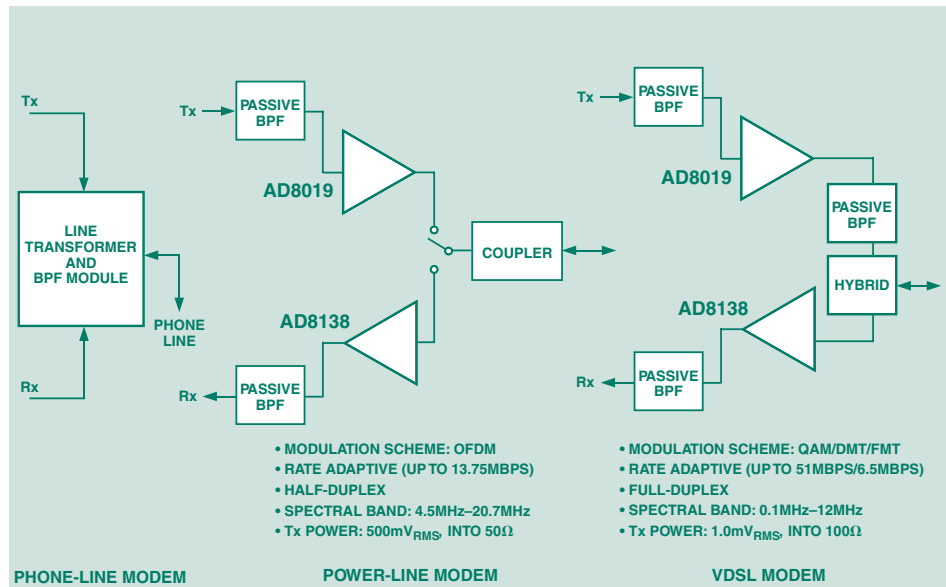 Tx
LINE
TRANSFORMER
AND
BPF MODULE
PHONE
LINE
Rx
PHONE-LINE MODEM
Tx
PASSIVE
BPF
AD8019
COUPLER
AD8138
Rx
PASSIVE
BPF
• MODULATION SCHEME: OFDM
• RATE ADAPTIVE (UP TO 13.75MBPS)
• HALF-DUPLEX
• SPECTRAL BAND: 4.5MHz–20.7MHz
• Tx POWER: 500mVRMS, INTO 50Ω
POWER-LINE MODEM
Tx
PASSIVE
BPF
AD8019
PASSIVE
BPF
HYBRID
AD8138
Rx
PASSIVE
BPF
• MODULATION SCHEME: QAM/DMT/FMT
• RATE ADAPTIVE (UP TO 51MBPS/6.5MBPS)
• FULL-DUPLEX
• SPECTRAL BAND: 0.1MHz–12MHz
• Tx POWER: 1.0mVRMS, INTO 100Ω
VDSL MODEM